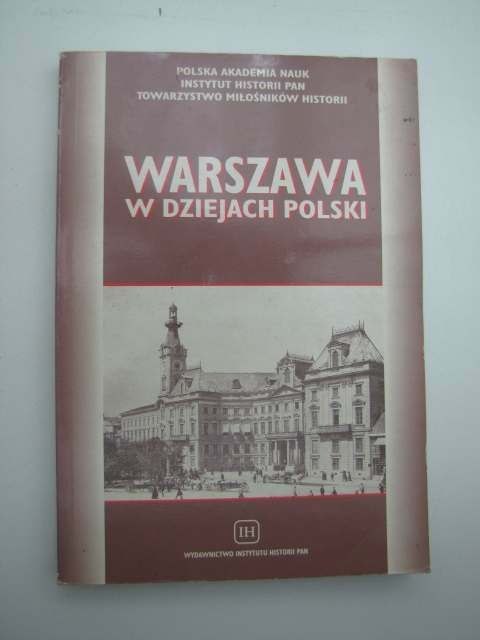 POLSKA AKADEMIA NAUK
INSTYTUT HISTORII PAN
TOWARZYSTWO MIŁOŚNIKÓW HISTORII
WARSZAWA
W DZIEJACH POLSKI
IH
WYDAWNICTWO INSTYTUTU HISTORII PAN